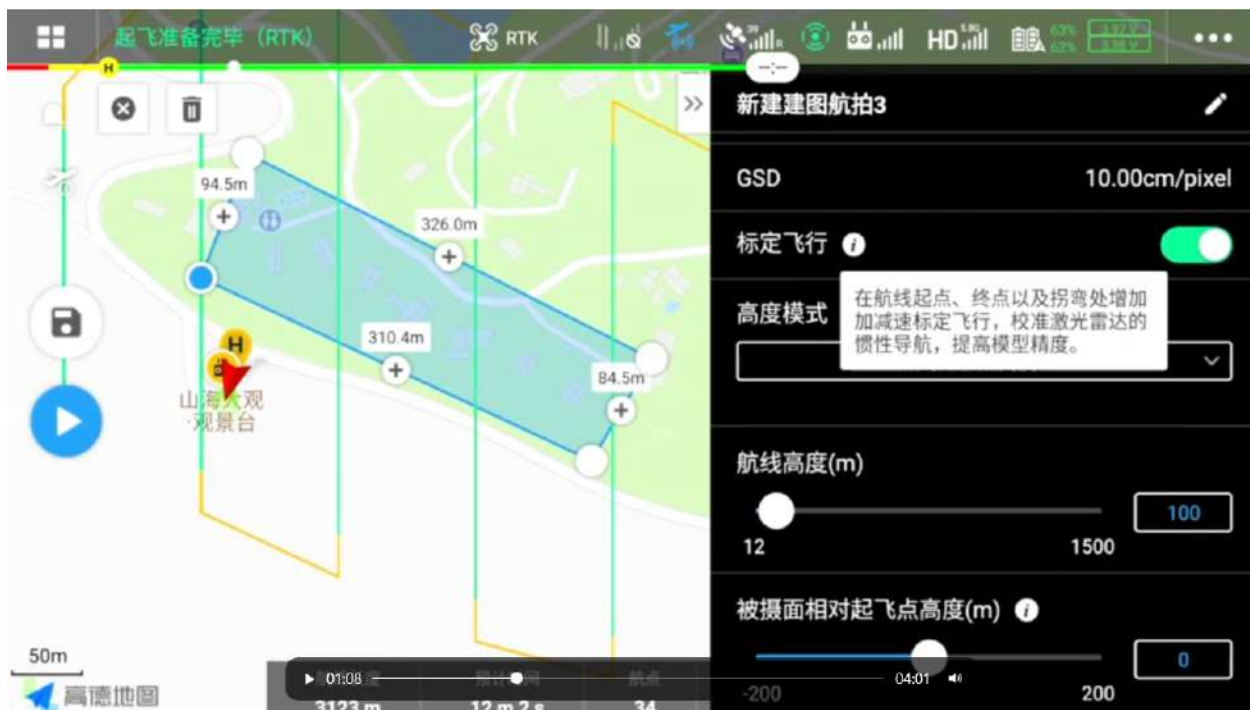 起飞准备完毕（RTK）
RTK
HD
63%
62%
3.97 V
3.98 V
新建建图航拍3
GSD
10.00cm/pixel
标定飞行
在航线起点、终点以及拐弯处增加
加减速标定飞行，校准激光雷达的
惯性导航，提高模型精度。
高度模式
航线高度(m)
100
12
1500
被摄面相对起飞点高度(m)
0
-200
200
H
94.5m
326.0m
310.4m
84.5m
H
山海大观
·观景台
50m
高德地图
01:08
04:01
3123 m
12 m 2 s
34